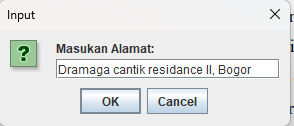 Input
Masukan Alamat:
Dramaga cantik residance II, Bogor
OK
Cancel